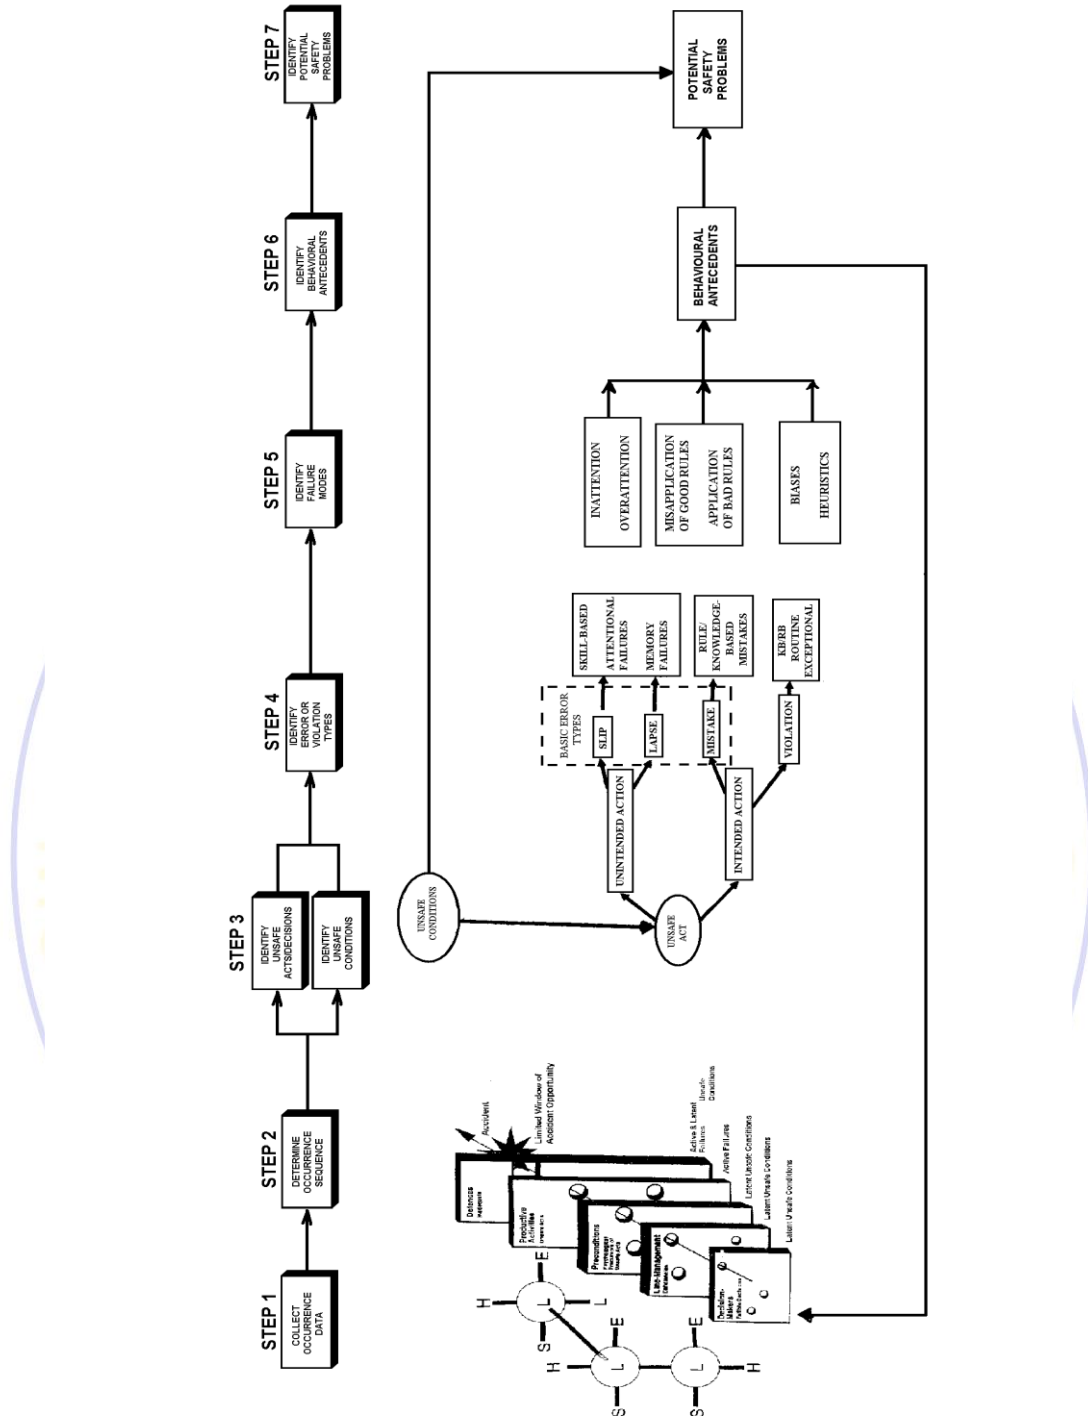 STEP 1
COLLECT
OCCURRENCE
DATA
STEP 2
DETERMINE
OCCURRENCE
SEQUENCE
STEP 3
IDENTIFY
UNSAFE
ACTS/DECISIONS
IDENTIFY
UNSAFE
CONDITIONS
STEP 4
IDENTIFY
ERROR OR
VIOLATION
TYPES
STEP 5
IDENTIFY
FAILURE
MODES
STEP 6
IDENTIFY
BEHAVIORAL
ANTECEDENTS
STEP 7
IDENTIFY
POTENTIAL
SAFETY
PROBLEMS
H
S
L
E
L
H
S
L
E
S
L
E
H
Defences
Productive
Activities
Preconditions
Line-Management
Decision-
Makers
Accident
Limited Window of
Accident Opportunity
Active & Latent
Failures
Unsafe
Conditions
Active Failures
Latent Unsafe Conditions
Latent Unsafe Conditions
Latent Unsafe Conditions
UNSAFE
CONDITIONS
UNSAFE
ACT
UNINTENDED ACTION
INTENDED ACTION
BASIC ERROR
TYPES
SLIP
LAPSE
MISTAKE
VIOLATION
SKILL-BASED
ATTENTIONAL
FAILURES
MEMORY
FAILURES
RULE/
KNOWLEDGE-
BASED
MISTAKES
KB/RB
ROUTINE
EXCEPTIONAL
INATTENTION
OVERATTENTION
MISAPPLICATION
OF GOOD RULES
APPLICATION
OF BAD RULES
BIASES
HEURISTICS
BEHAVIOURAL
ANTECEDENTS
POTENTIAL
SAFETY
PROBLEMS